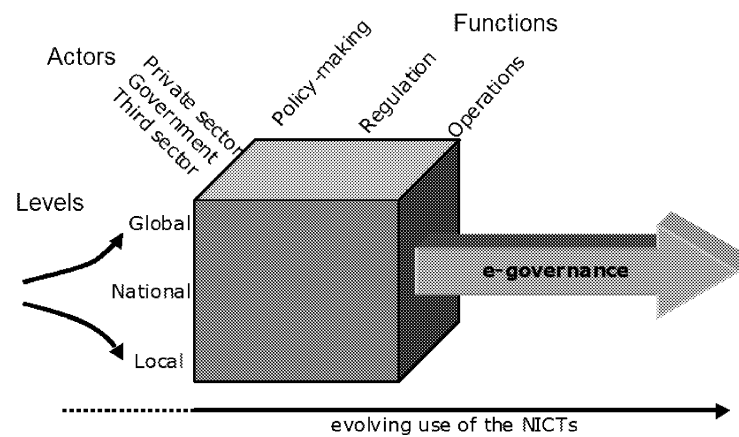 Functions
Actors
Private sector
Government
Third sector
Policy-making
Regulation
Operations
Levels
Global
National
Local
e-governance
evolving use of the NICTs